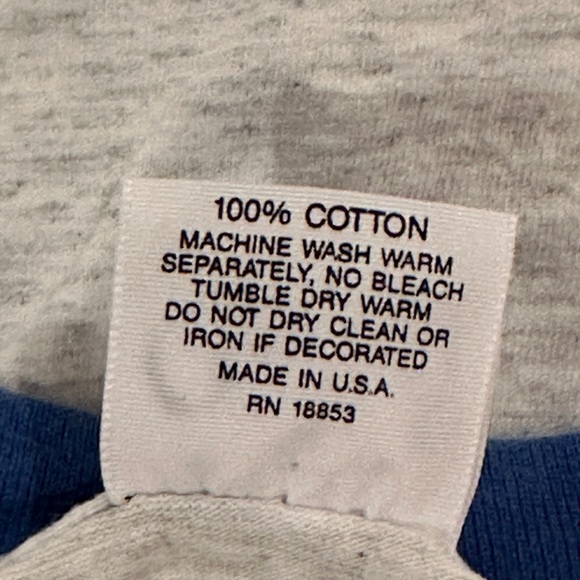 100% COTTON
MACHINE WASH WARM
SEPARATELY, NO BLEACH
TUMBLE DRY WARM
DO NOT DRY CLEAN OR
IRON IF DECORATED
MADE IN U.S.A.
RN 18853